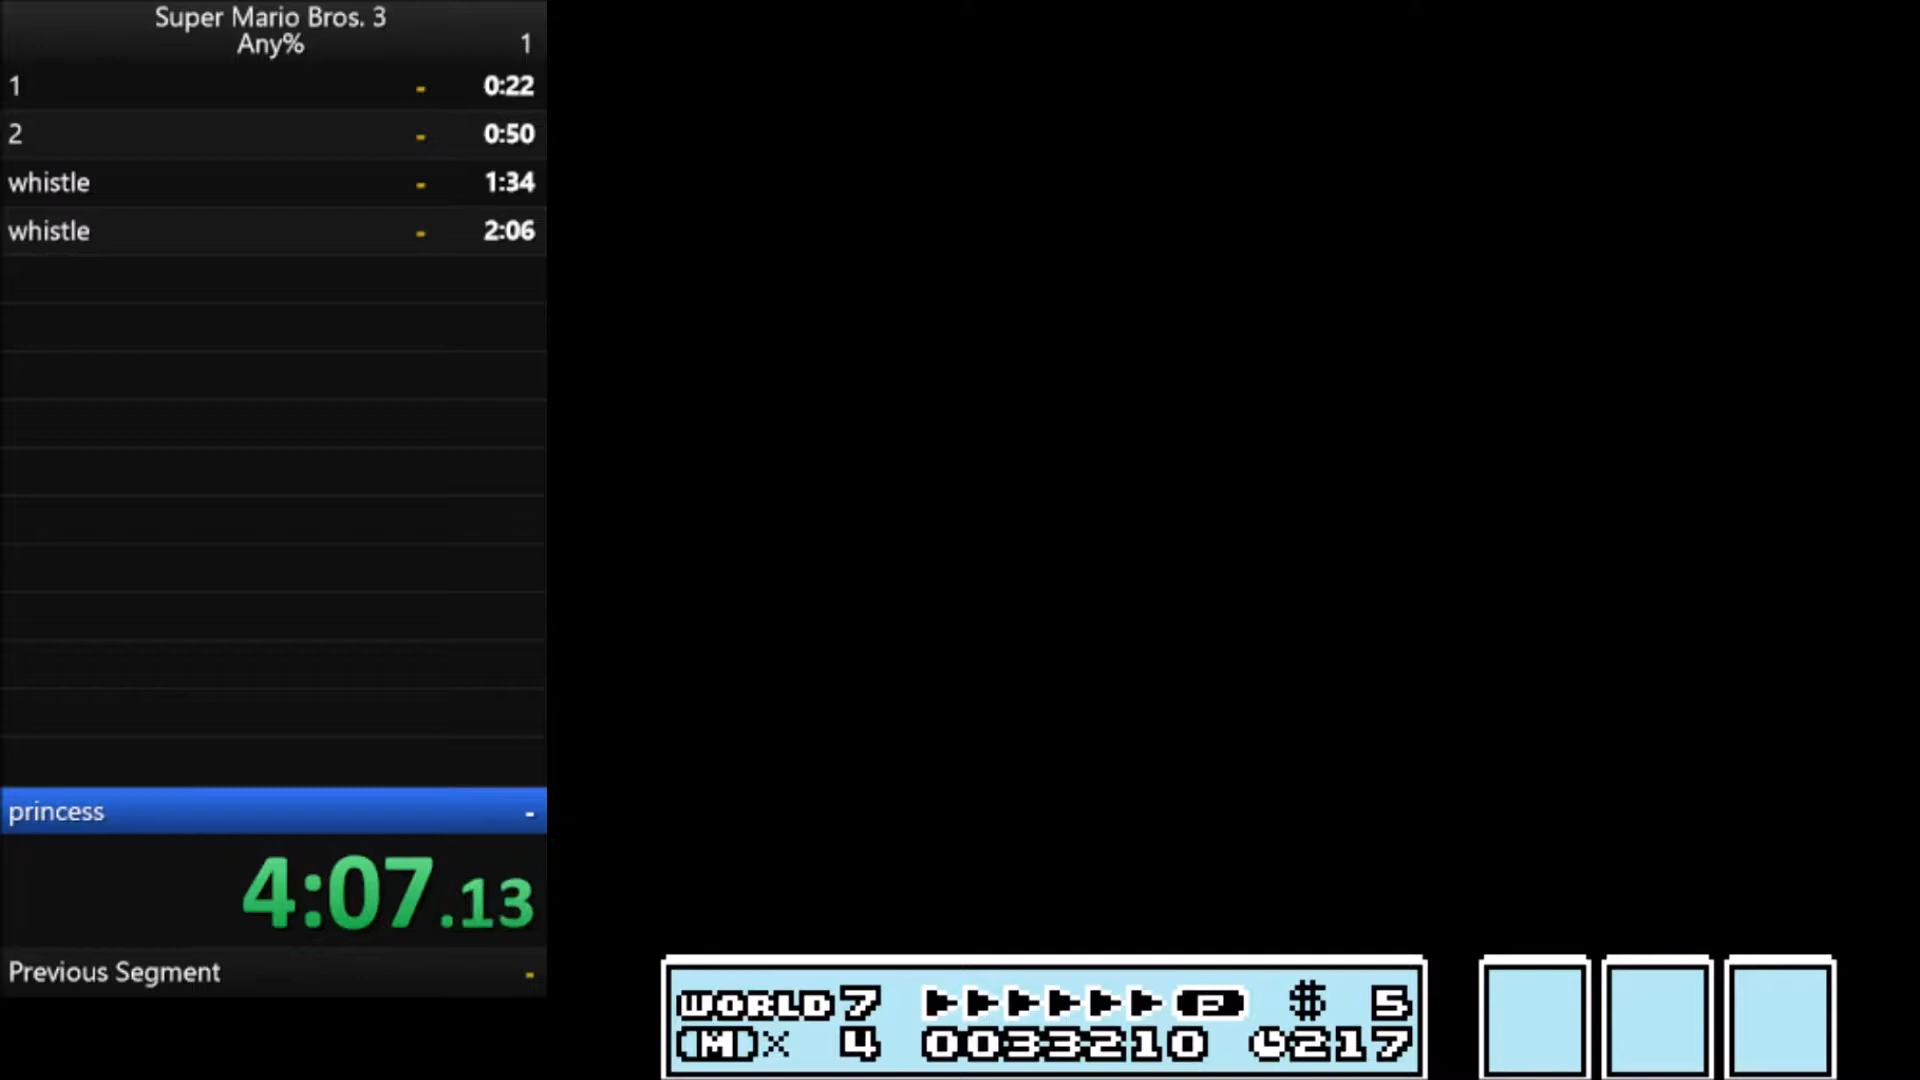 Super Mario Bros. 3
Any% 1
1 - 0:22
2 - 0:50
whistle - 1:34
whistle - 2:06
princess -
4:07.13
Previous Segment -
WORLD 7 P $ 5
M × 4 0033210 217